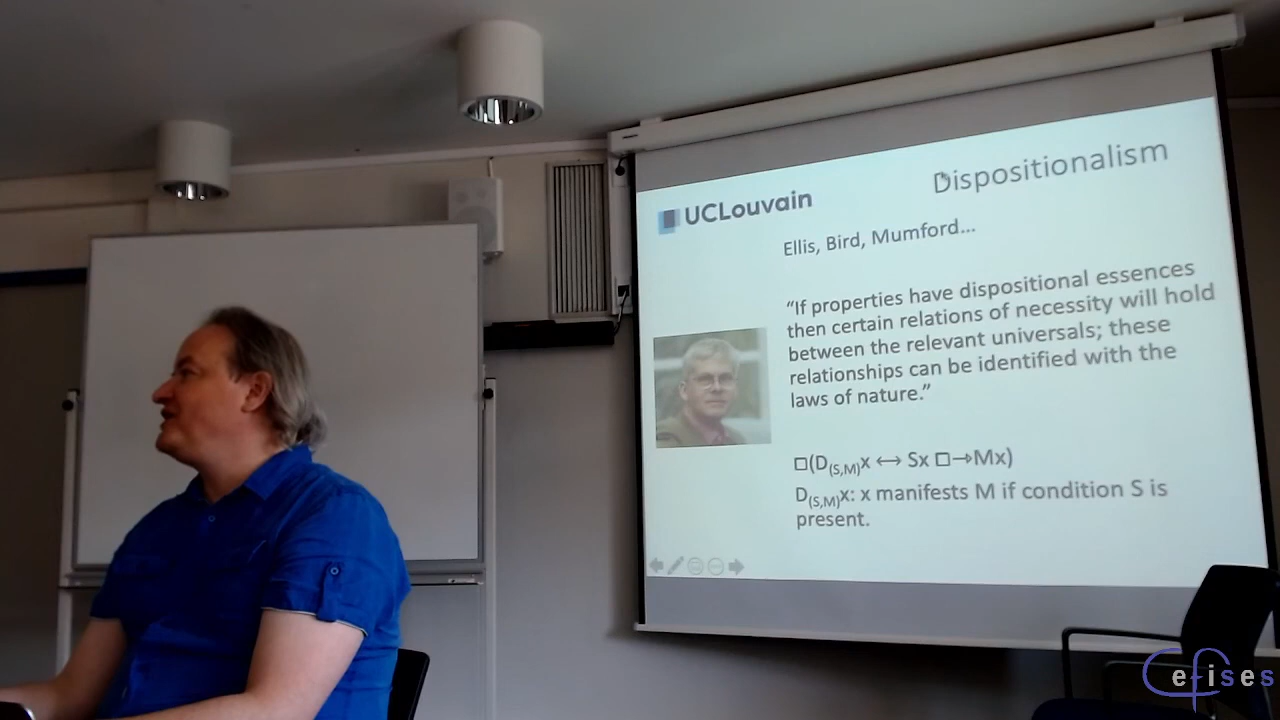 Dispositionalism
UCLouvain
Ellis, Bird, Mumford...
“If properties have dispositional essences
then certain relations of necessity will hold
between the relevant universals; these
relationships can be identified with the
laws of nature.”
□(D(S,M)x ↔ Sx □→Mx)
D(S,M)x: x manifests M if condition S is
present.
Cefises